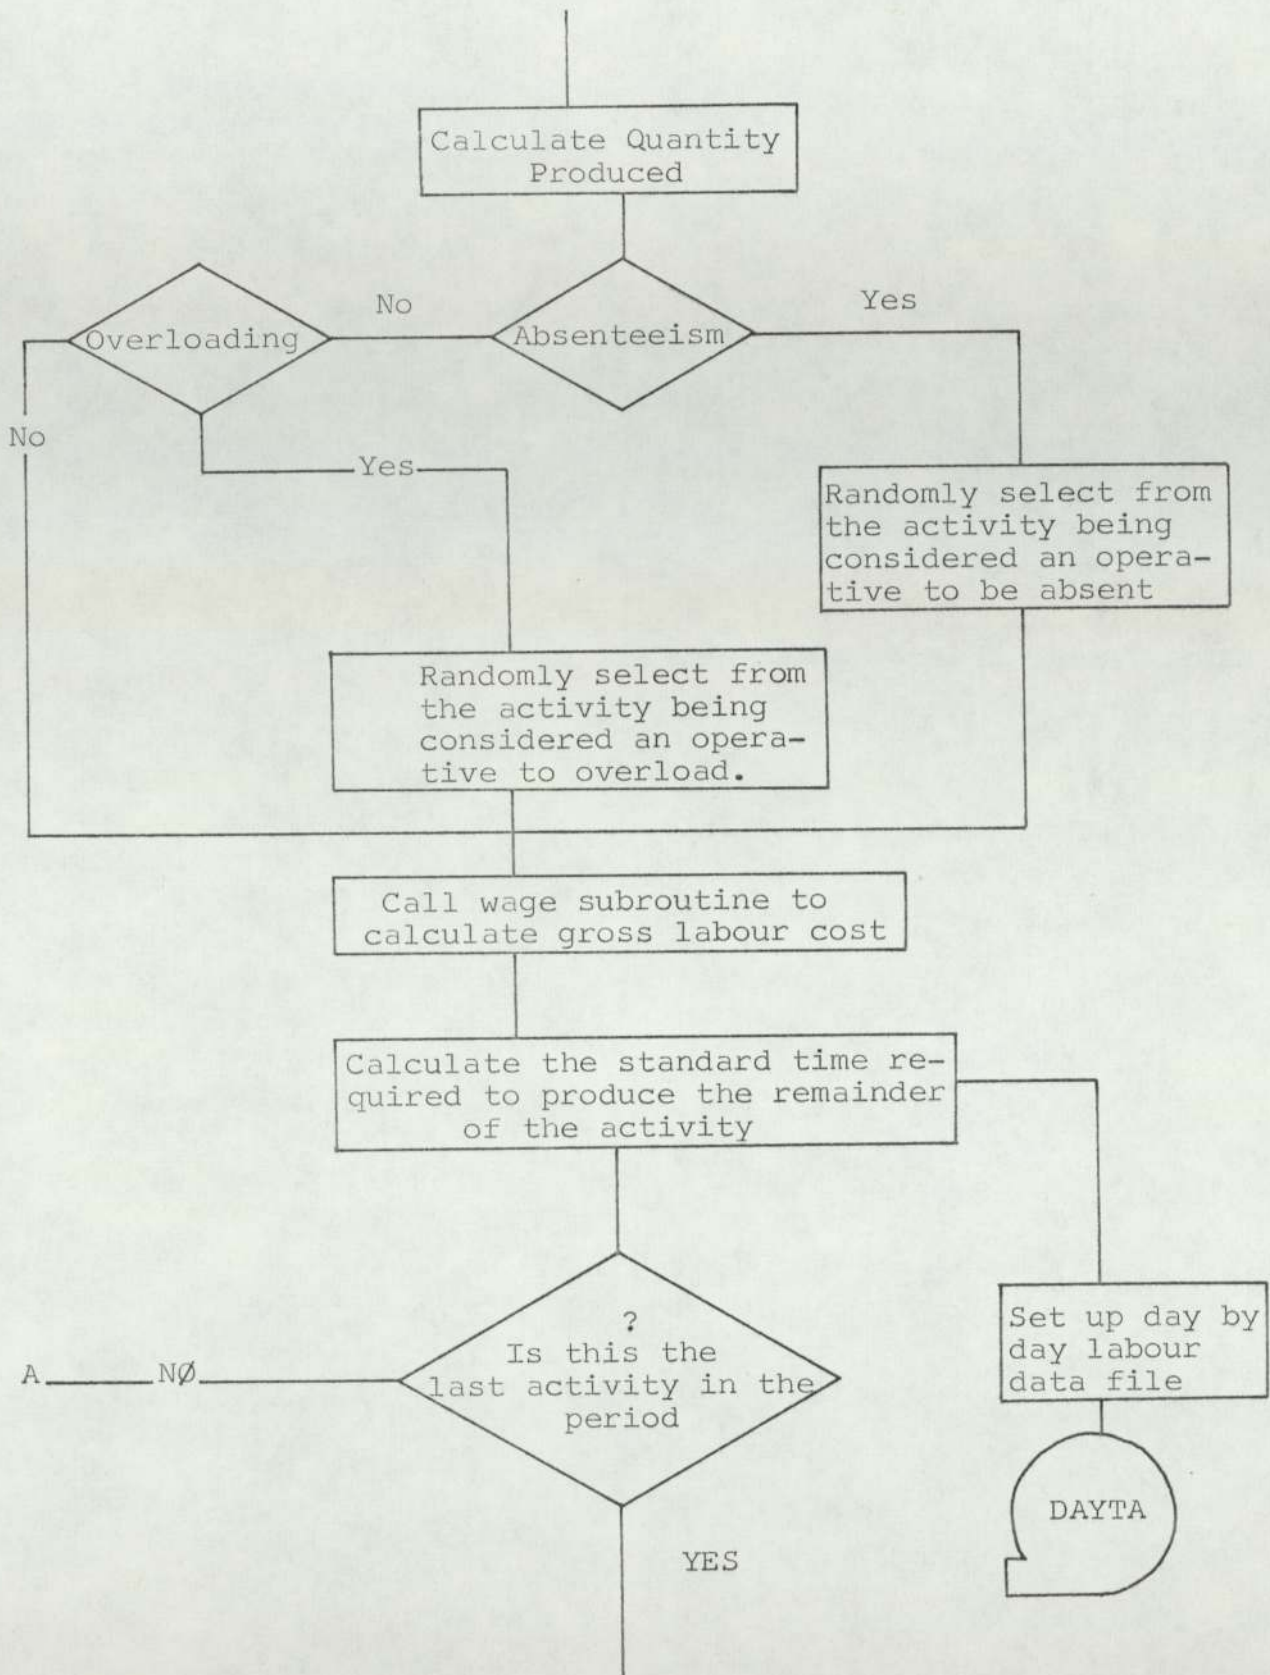 Calculate Quantity
Produced
No
Yes
Overloading
Absenteeism
No
Yes
Randomly select from
the activity being
considered an opera-
tive to be absent
Randomly select from
the activity being
considered an opera-
tive to overload.
Call wage subroutine to
calculate gross labour cost
Calculate the standard time re-
quired to produce the remainder
of the activity
?
Is this the
last activity in the
period
A
NØ
Set up day by
day labour
data file
DAYTA
YES